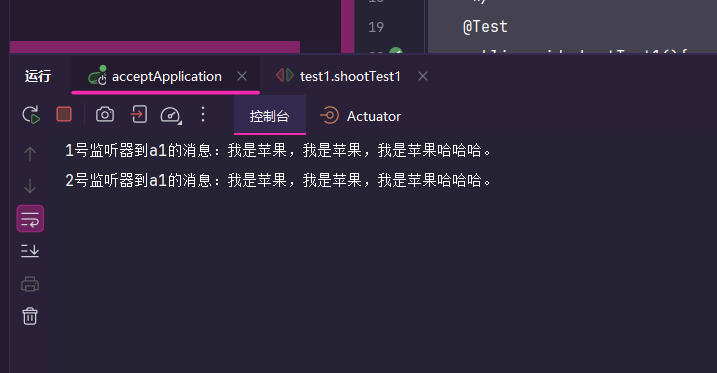 19
@Test
运行
acceptApplication
test1.shootTest1
控制台
Actuator
1号监听器到a1的消息：我是苹果，我是苹果，我是苹果哈哈哈。
2号监听器到a1的消息：我是苹果，我是苹果，我是苹果哈哈哈。